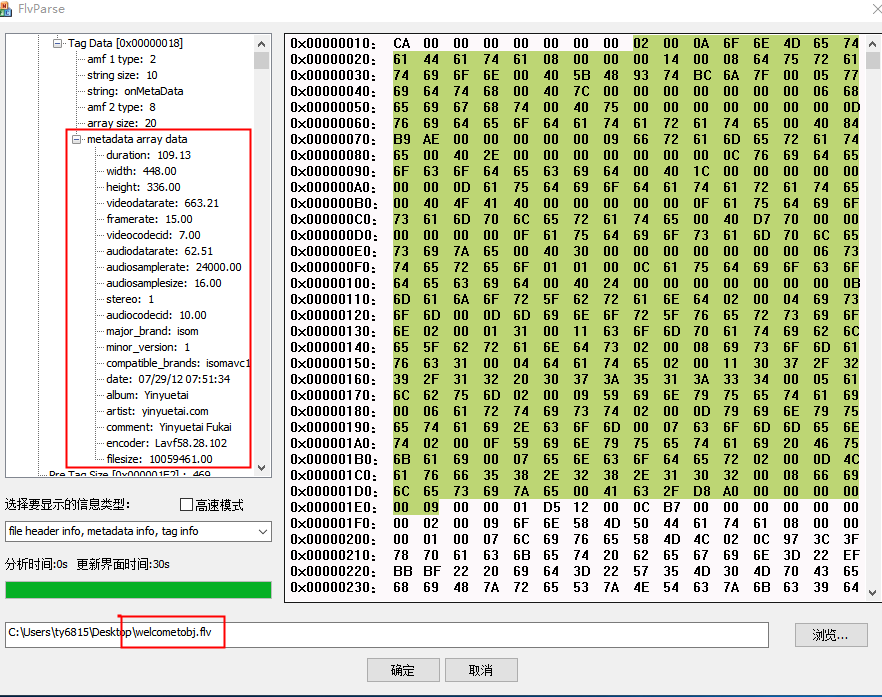 FlvParse
Tag Data [0x00000018]
amf 1 type: 2
string size: 10
string: onMetaData
amf 2 type: 8
array size: 20
metadata array data
duration: 109.13
width: 448.00
height: 336.00
videodatarate: 663.21
framerate: 15.00
videocodecid: 7.00
audiodatarate: 62.51
audiosamplerate: 24000.00
audiosamplesize: 16.00
stereo: 1
audiocodecid: 10.00
major_brand: isom
minor_version: 1
compatible_brands: isomavc1
date: 07/29/12 07:51:34
album: Yinyuetai
artist: yinyuetai.com
comment: Yinyuetai Fukai
encoder: Lavf58.28.102
filesize: 10059461.00
Pre Tag Size [0x000001E2] : 469
选择要显示的信息类型: 高速模式
file header info, metadata info, tag info
分析时间:0s 更新界面时间:30s
0x00000010: CA 00 00 00 00 00 00 00 02 00 0A 6F 6E 4D 65 74
0x00000020: 61 44 61 74 61 08 00 00 00 14 00 08 64 75 72 61
0x00000030: 74 69 6F 6E 00 40 5B 48 93 74 BC 6A 7F 00 05 77
0x00000040: 69 64 74 68 00 40 7C 00 00 00 00 00 00 00 06 68
0x00000050: 65 69 67 68 74 00 40 75 00 00 00 00 00 00 00 0D
0x00000060: 76 69 64 65 6F 64 61 74 61 72 61 74 65 00 40 84
0x00000070: B9 AE 00 00 00 00 00 09 66 72 61 6D 65 72 61 74
0x00000080: 65 00 40 2E 00 00 00 00 00 00 00 0C 76 69 64 65
0x00000090: 6F 63 6F 64 65 63 69 64 00 40 1C 00 00 00 00 00
0x000000A0: 00 00 0D 61 75 64 69 6F 64 61 74 61 72 61 74 65
0x000000B0: 00 40 4F 41 40 00 00 00 00 00 0F 61 75 64 69 6F
0x000000C0: 73 61 6D 70 6C 65 72 61 74 65 00 40 D7 70 00 00
0x000000D0: 00 00 00 00 0F 61 75 64 69 6F 73 61 6D 70 6C 65
0x000000E0: 73 69 7A 65 00 40 30 00 00 00 00 00 00 00 06 73
0x000000F0: 74 65 72 65 6F 01 01 00 0C 61 75 64 69 6F 63 6F
0x00000100: 64 65 63 69 64 00 40 24 00 00 00 00 00 00 00 0B
0x00000110: 6D 61 6A 6F 72 5F 62 72 61 6E 64 02 00 04 69 73
0x00000120: 6F 6D 00 0D 6D 69 6E 6F 72 5F 76 65 72 73 69 6F
0x00000130: 6E 02 00 01 31 00 11 63 6F 6D 70 61 74 69 62 6C
0x00000140: 65 5F 62 72 61 6E 64 73 02 00 08 69 73 6F 6D 61
0x00000150: 76 63 31 00 04 64 61 74 65 02 00 11 30 37 2F 32
0x00000160: 39 2F 31 32 20 30 37 3A 35 31 3A 33 34 00 05 61
0x00000170: 6C 62 75 6D 02 00 09 59 69 6E 79 75 65 74 61 69
0x00000180: 00 06 61 72 74 69 73 74 02 00 0D 79 69 6E 79 75
0x00000190: 65 74 61 69 2E 63 6F 6D 00 07 63 6F 6D 6D 65 6E
0x000001A0: 74 02 00 0F 59 69 6E 79 75 65 74 61 69 20 46 75
0x000001B0: 6B 61 69 00 07 65 6E 63 6F 64 65 72 02 00 0D 4C
0x000001C0: 61 76 66 35 38 2E 32 38 2E 31 30 32 00 08 66 69
0x000001D0: 6C 65 73 69 7A 65 00 41 63 2F D8 A0 00 00 00 00
0x000001E0: 00 09 00 00 01 D5 12 00 0C B7 00 00 00 00 00 00
0x000001F0: 00 02 00 09 6F 6E 58 4D 50 44 61 74 61 08 00 00
0x00000200: 00 01 00 07 6C 69 76 65 58 4D 4C 02 0C 97 3C 3F
0x00000210: 78 70 61 63 6B 65 74 20 62 65 67 69 6E 3D 22 EF
0x00000220: BB BF 22 20 69 64 3D 22 57 35 4D 30 4D 70 43 65
0x00000230: 68 69 48 7A 72 65 53 7A 4E 54 63 7A 6B 63 39 64
C:\Users\ty6815\Desktop\welcometobj.flv
浏览...
确定 取消